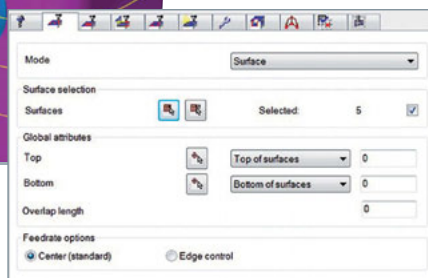 Mode Surface
Surface selection
Surfaces Selected: 5
Global attributes
Top Top of surfaces 0
Bottom Bottom of surfaces 0
Overlap length 0
Feedrate options
Center (standard) Edge control